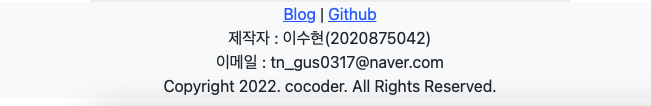 Blog | Github
제작자 : 이수현(2020875042)
이메일 : tn_gus0317@naver.com
Copyright 2022. cocoder. All Rights Reserved.